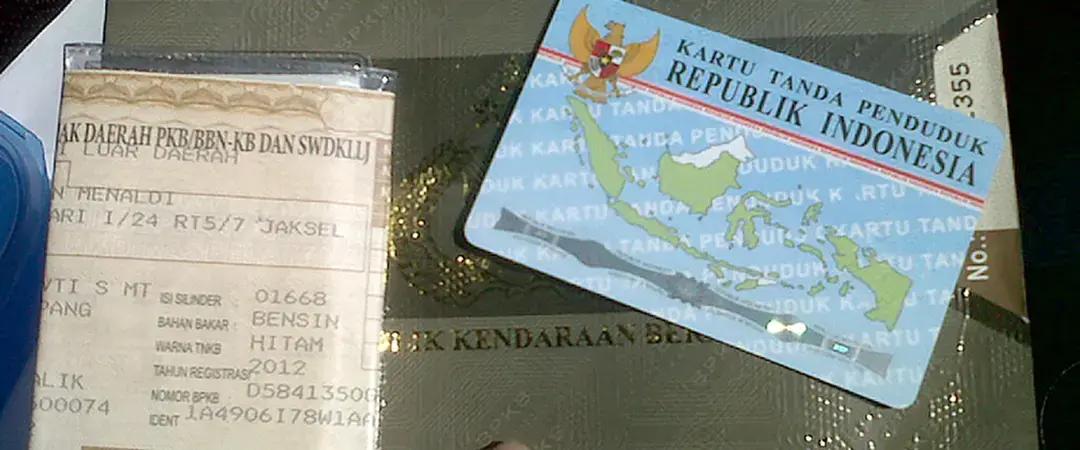 AK DAERAH PKB/BBN-KB DAN SWDKLLJ
LUAR DAERAH
N MENALDI
ARI I/24 RT5/7 JAKSEL
VTI S MT
PANG
ISI SILINDER : 01668
BAHAN BAKAR : BENSIN
WARNA TNKB HITAM
TAHUN REGISTRASI 2012
ALIK
NOMOR BPKB D58413500
500074
IDENT 1A4906I78W1AA
KARTU TANDA PENDUDUK
REPUBLIK INDONESIA
LIK KENDARAAN BER
No.:
-355